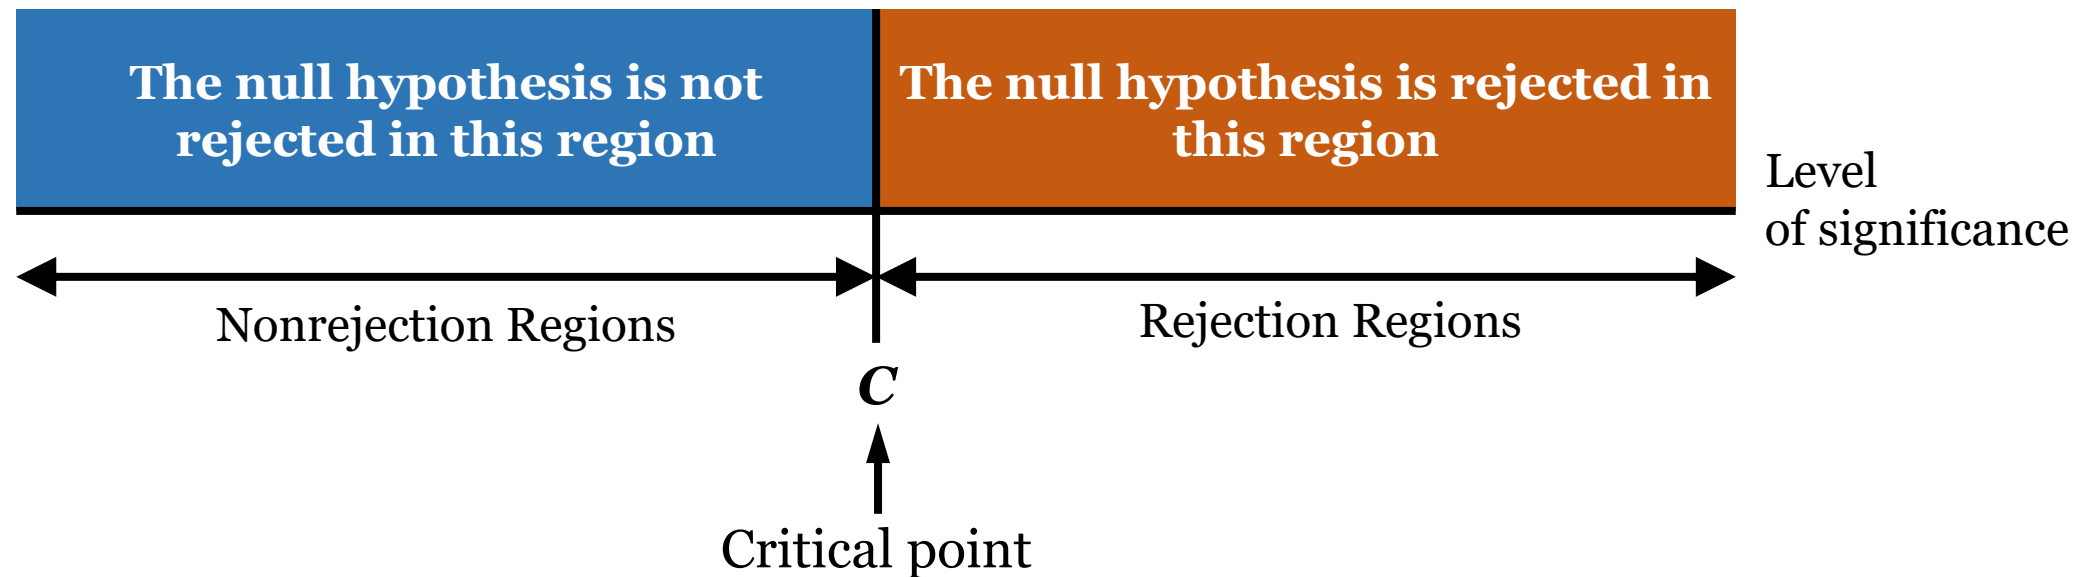 The null hypothesis is not
rejected in this region
The null hypothesis is rejected in
this region
Level
of significance
Nonrejection Regions
Rejection Regions
C
Critical point